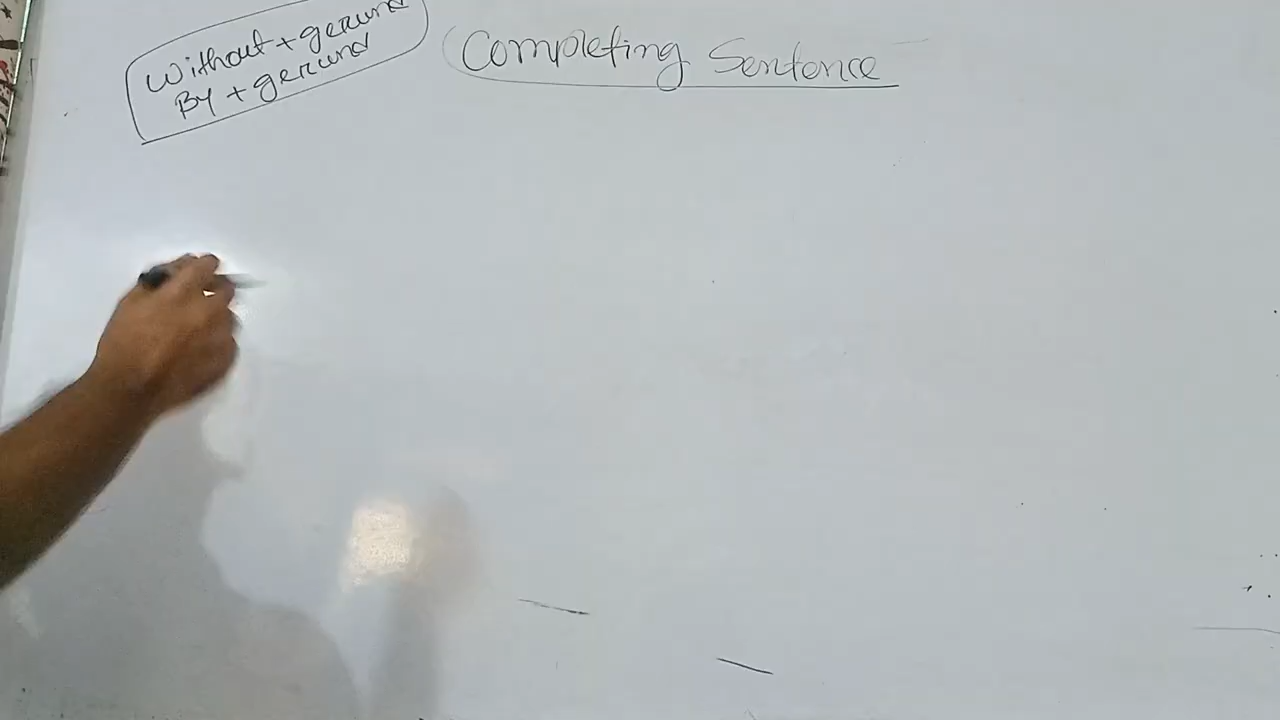 Without + gerund
By + gerund
Completing Sentence